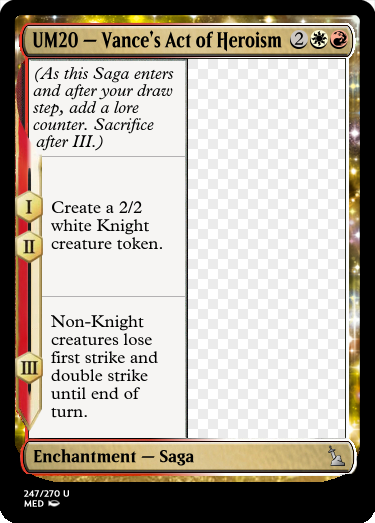 UM20 — Vance's Act of Heroism 2
(As this Saga enters
and after your draw
step, add a lore
counter. Sacrifice
after III.)
I
Create a 2/2
II
white Knight
creature token.
Non-Knight
creatures lose
first strike and
III
double strike
until end of
turn.
Enchantment — Saga
247/270 U
MED